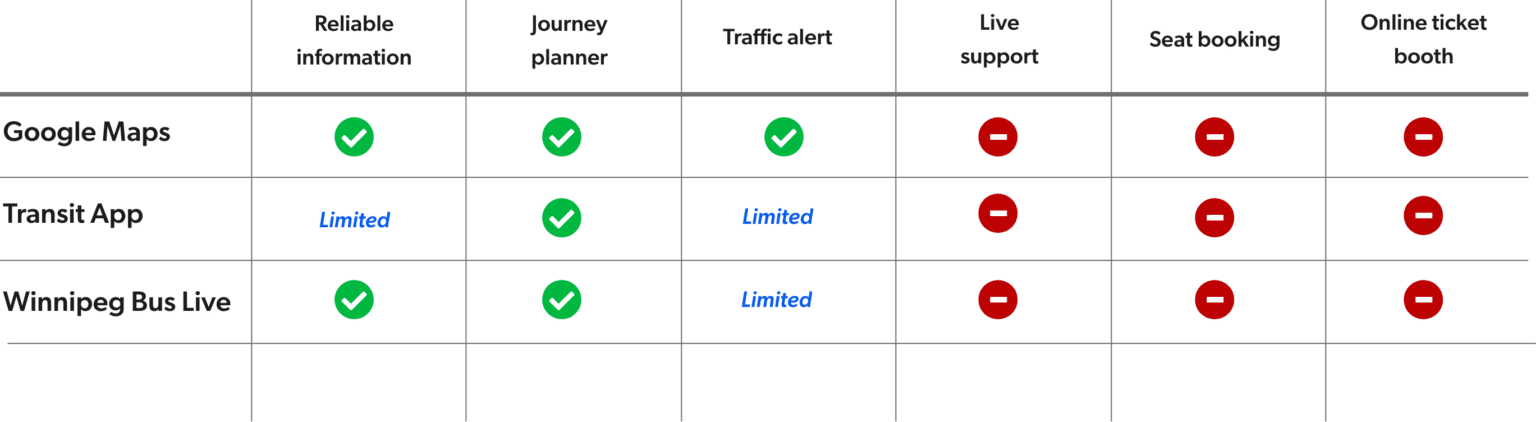 Reliable
information
Journey
planner
Traffic alert
Live
support
Seat booking
Online ticket
booth
Google Maps
Transit App
Limited
Limited
Winnipeg Bus Live
Limited